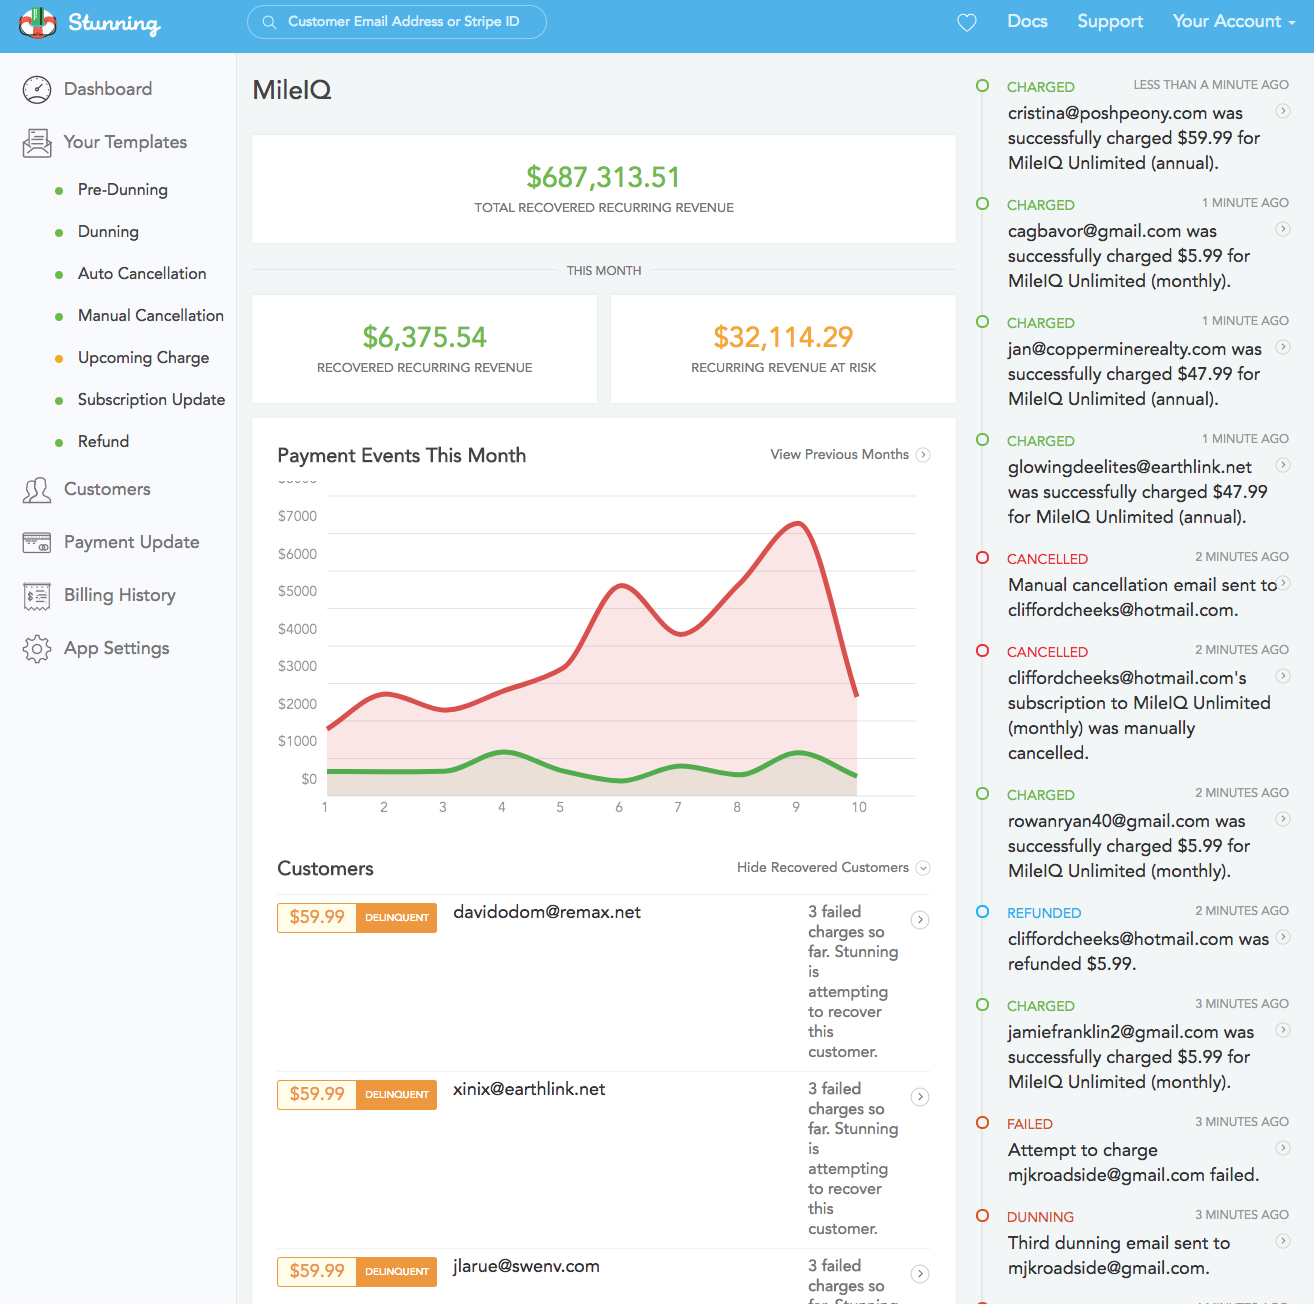 Stunning
Customer Email Address or Stripe ID
Docs
Support
Your Account
Dashboard
Your Templates
Pre-Dunning
Dunning
Auto Cancellation
Manual Cancellation
Upcoming Charge
Subscription Update
Refund
Customers
Payment Update
Billing History
App Settings
MileIQ
$687,313.51
TOTAL RECOVERED RECURRING REVENUE
THIS MONTH
$6,375.54
RECOVERED RECURRING REVENUE
$32,114.29
RECURRING REVENUE AT RISK
Payment Events This Month
View Previous Months
$7000
$6000
$5000
$4000
$3000
$2000
$1000
$0
1 2 3 4 5 6 7 8 9 10
Customers
Hide Recovered Customers
$59.99 DELINQUENT
davidodom@remax.net
3 failed
charges so
far. Stunning
is
attempting
to recover
this
customer.
$59.99 DELINQUENT
xinix@earthlink.net
3 failed
charges so
far. Stunning
is
attempting
to recover
this
customer.
$59.99 DELINQUENT
jlarue@swenv.com
3 failed
charges so
far. Stunning
CHARGED
LESS THAN A MINUTE AGO
cristina@poshpeony.com was
successfully charged $59.99 for
MileIQ Unlimited (annual).
CHARGED
1 MINUTE AGO
cagbavor@gmail.com was
successfully charged $5.99 for
MileIQ Unlimited (monthly).
CHARGED
1 MINUTE AGO
jan@copperminerealty.com was
successfully charged $47.99 for
MileIQ Unlimited (annual).
CHARGED
1 MINUTE AGO
glowingdeelites@earthlink.net
was successfully charged $47.99
for MileIQ Unlimited (annual).
CANCELLED
2 MINUTES AGO
Manual cancellation email sent to
cliffordcheeks@hotmail.com.
CANCELLED
2 MINUTES AGO
cliffordcheeks@hotmail.com's
subscription to MileIQ Unlimited
(monthly) was manually
cancelled.
CHARGED
2 MINUTES AGO
rowanryan40@gmail.com was
successfully charged $5.99 for
MileIQ Unlimited (monthly).
REFUNDED
2 MINUTES AGO
cliffordcheeks@hotmail.com was
refunded $5.99.
CHARGED
3 MINUTES AGO
jamiefranklin2@gmail.com was
successfully charged $5.99 for
MileIQ Unlimited (monthly).
FAILED
3 MINUTES AGO
Attempt to charge
mjkroadside@gmail.com failed.
DUNNING
3 MINUTES AGO
Third dunning email sent to
mjkroadside@gmail.com.